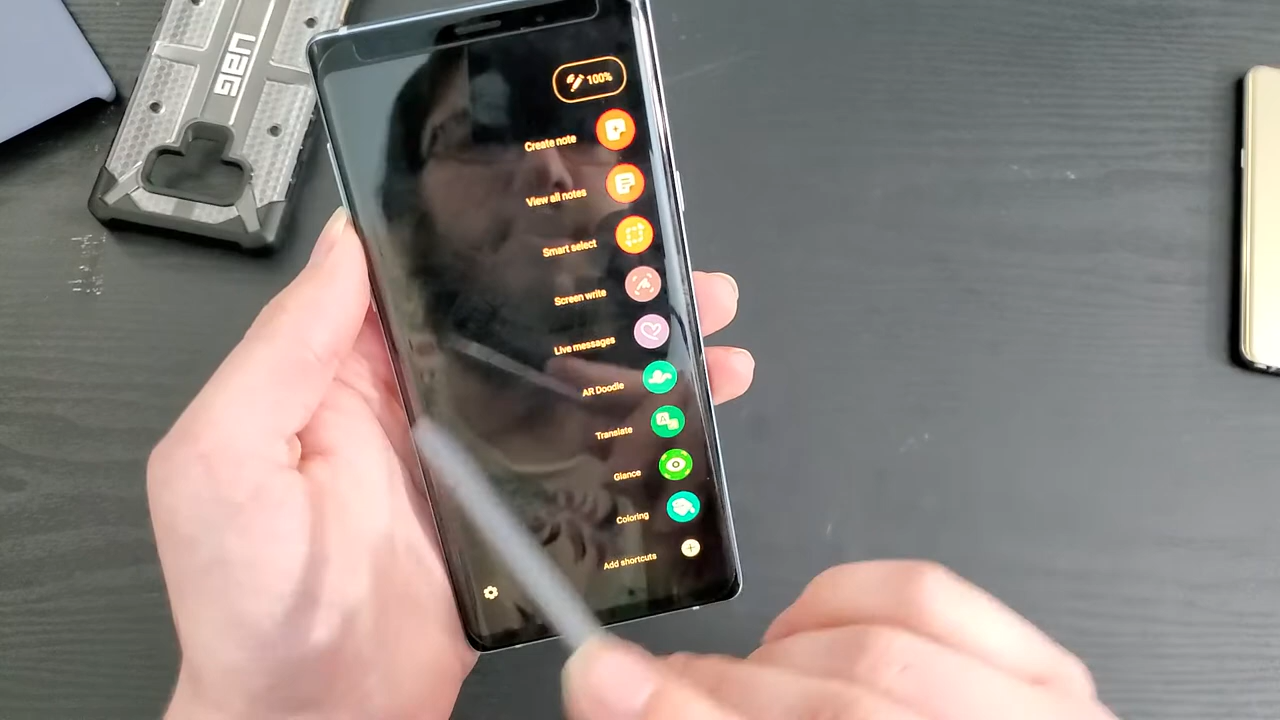 UAG
100%
Create note
View all notes
Smart select
Screen write
Live messages
AR Doodle
Translate
Glance
Coloring
Add shortcuts